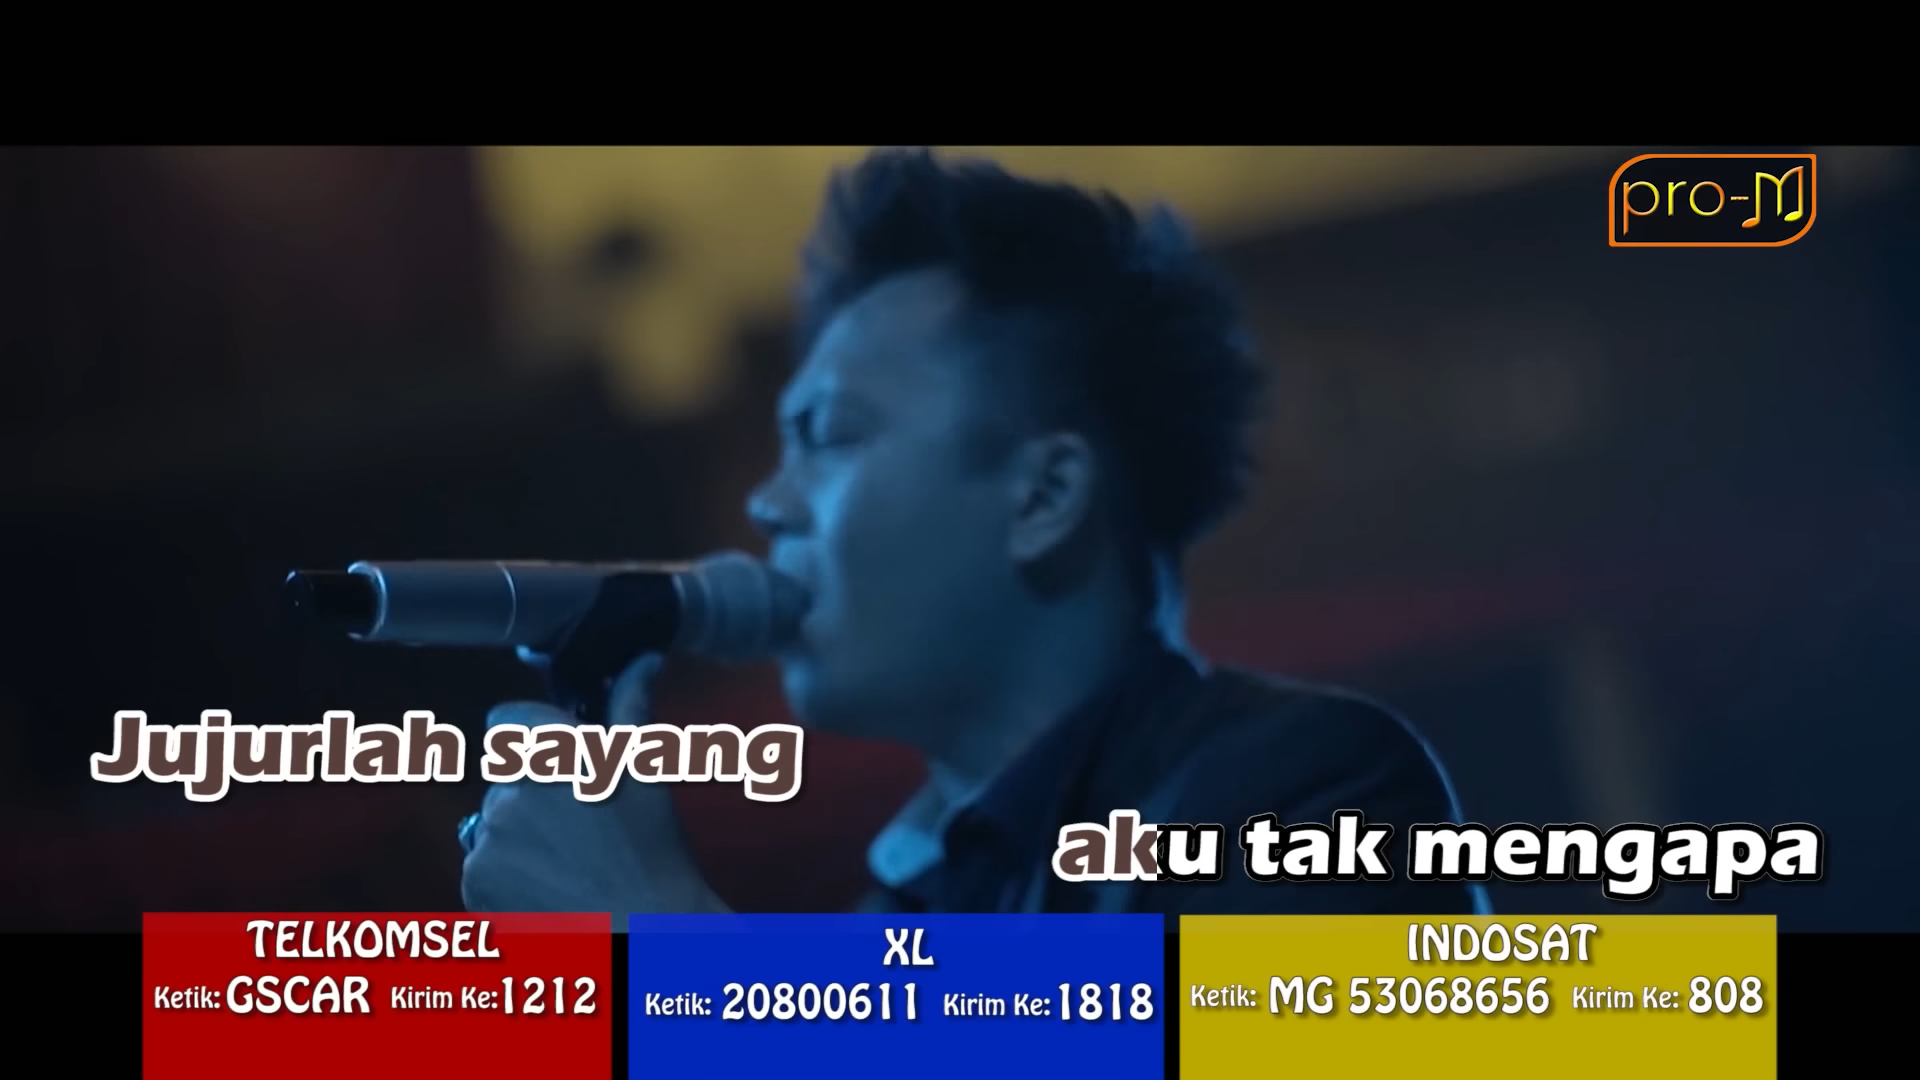 pro-M
Jujurlah sayang
aku tak mengapa
TELKOMSEL
Ketik: GSCAR Kirim Ke: 1212
XL
Ketik: 20800611 Kirim Ke: 1818
INDOSAT
Ketik: MG 53068656 Kirim Ke: 808